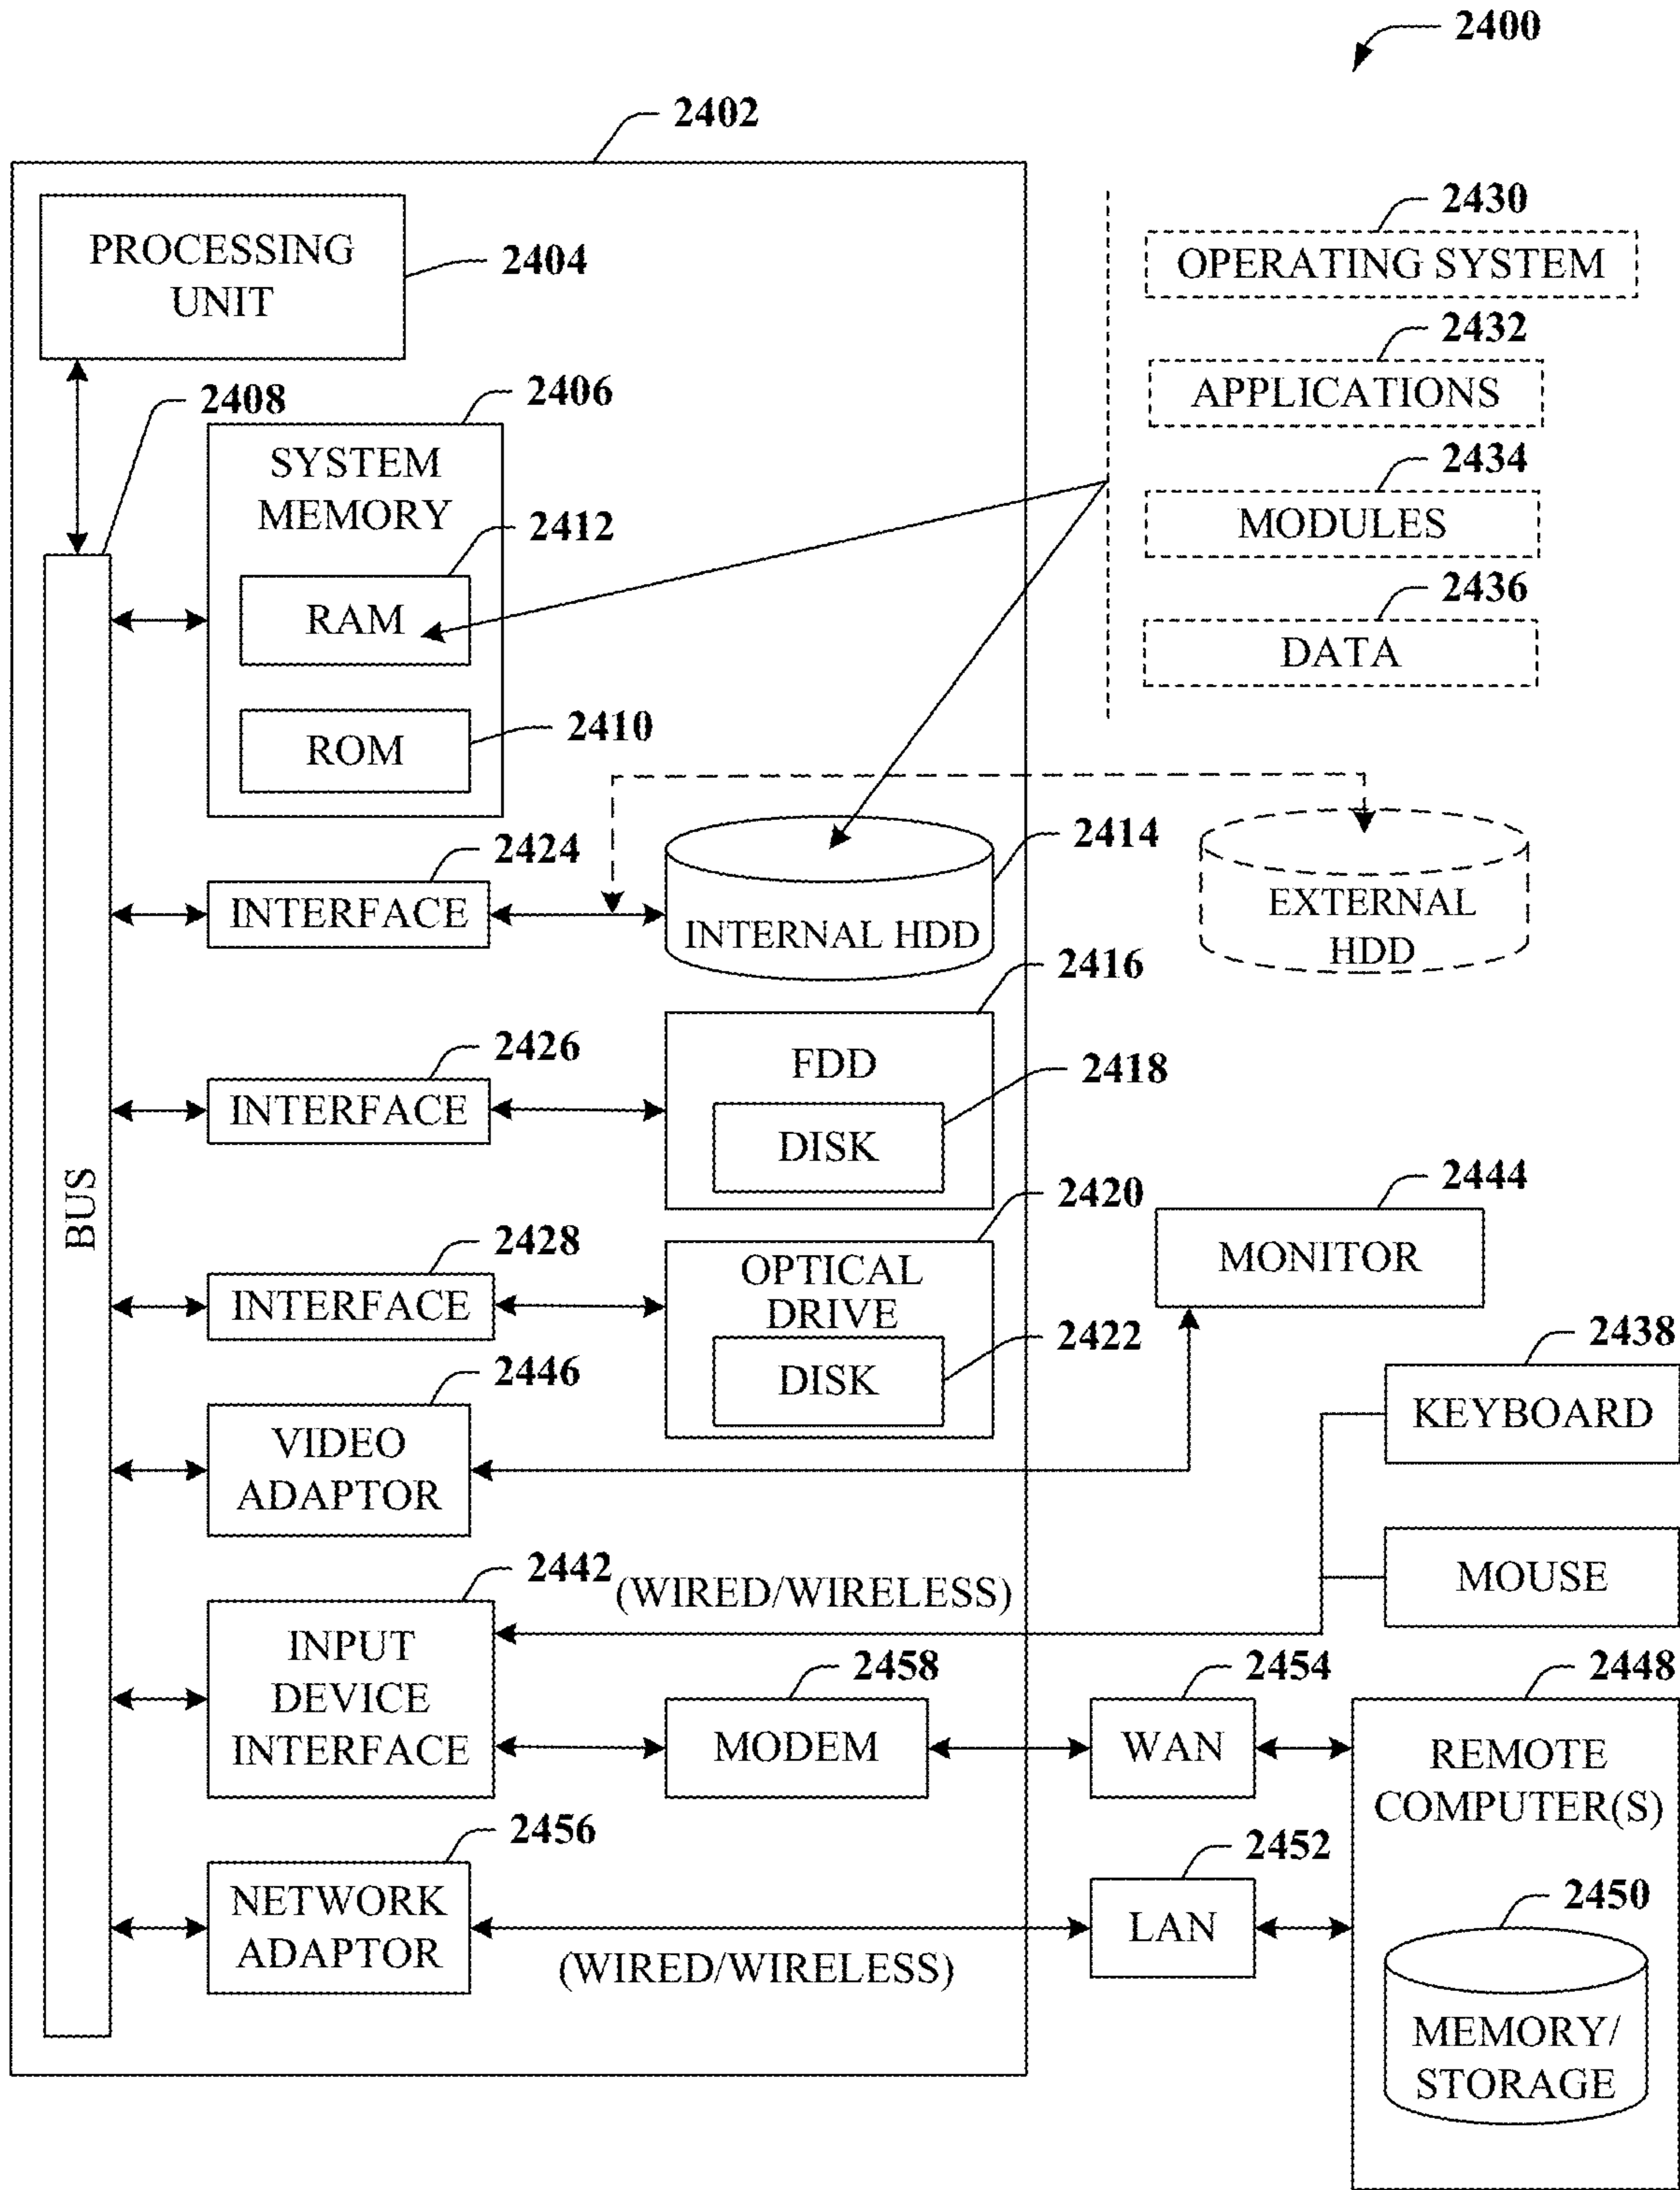 2400
2402
PROCESSING
UNIT
2404
2430
OPERATING SYSTEM
2432
APPLICATIONS
2434
MODULES
2436
DATA
2408
2406
SYSTEM
MEMORY
2412
RAM
2410
ROM
2424
INTERFACE
2414
INTERNAL HDD
EXTERNAL
HDD
2426
INTERFACE
2416
FDD
2418
DISK
BUS
2428
INTERFACE
2420
OPTICAL
DRIVE
2422
DISK
2444
MONITOR
2446
VIDEO
ADAPTOR
2438
KEYBOARD
MOUSE
2442
(WIRED/WIRELESS)
INPUT
DEVICE
INTERFACE
2458
MODEM
2454
WAN
2448
REMOTE
COMPUTER(S)
2456
NETWORK
ADAPTOR
(WIRED/WIRELESS)
2452
LAN
2450
MEMORY/
STORAGE